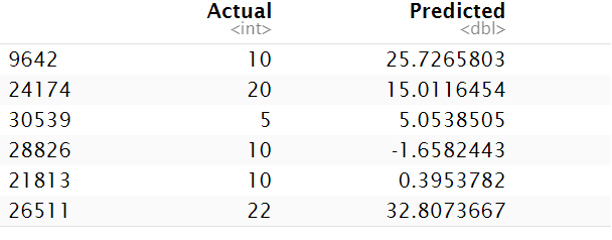 Actual Predicted
<int> <dbl>
9642 10 25.7265803
24174 20 15.0116454
30539 5 5.0538505
28826 10 -1.6582443
21813 10 0.3953782
26511 22 32.8073667